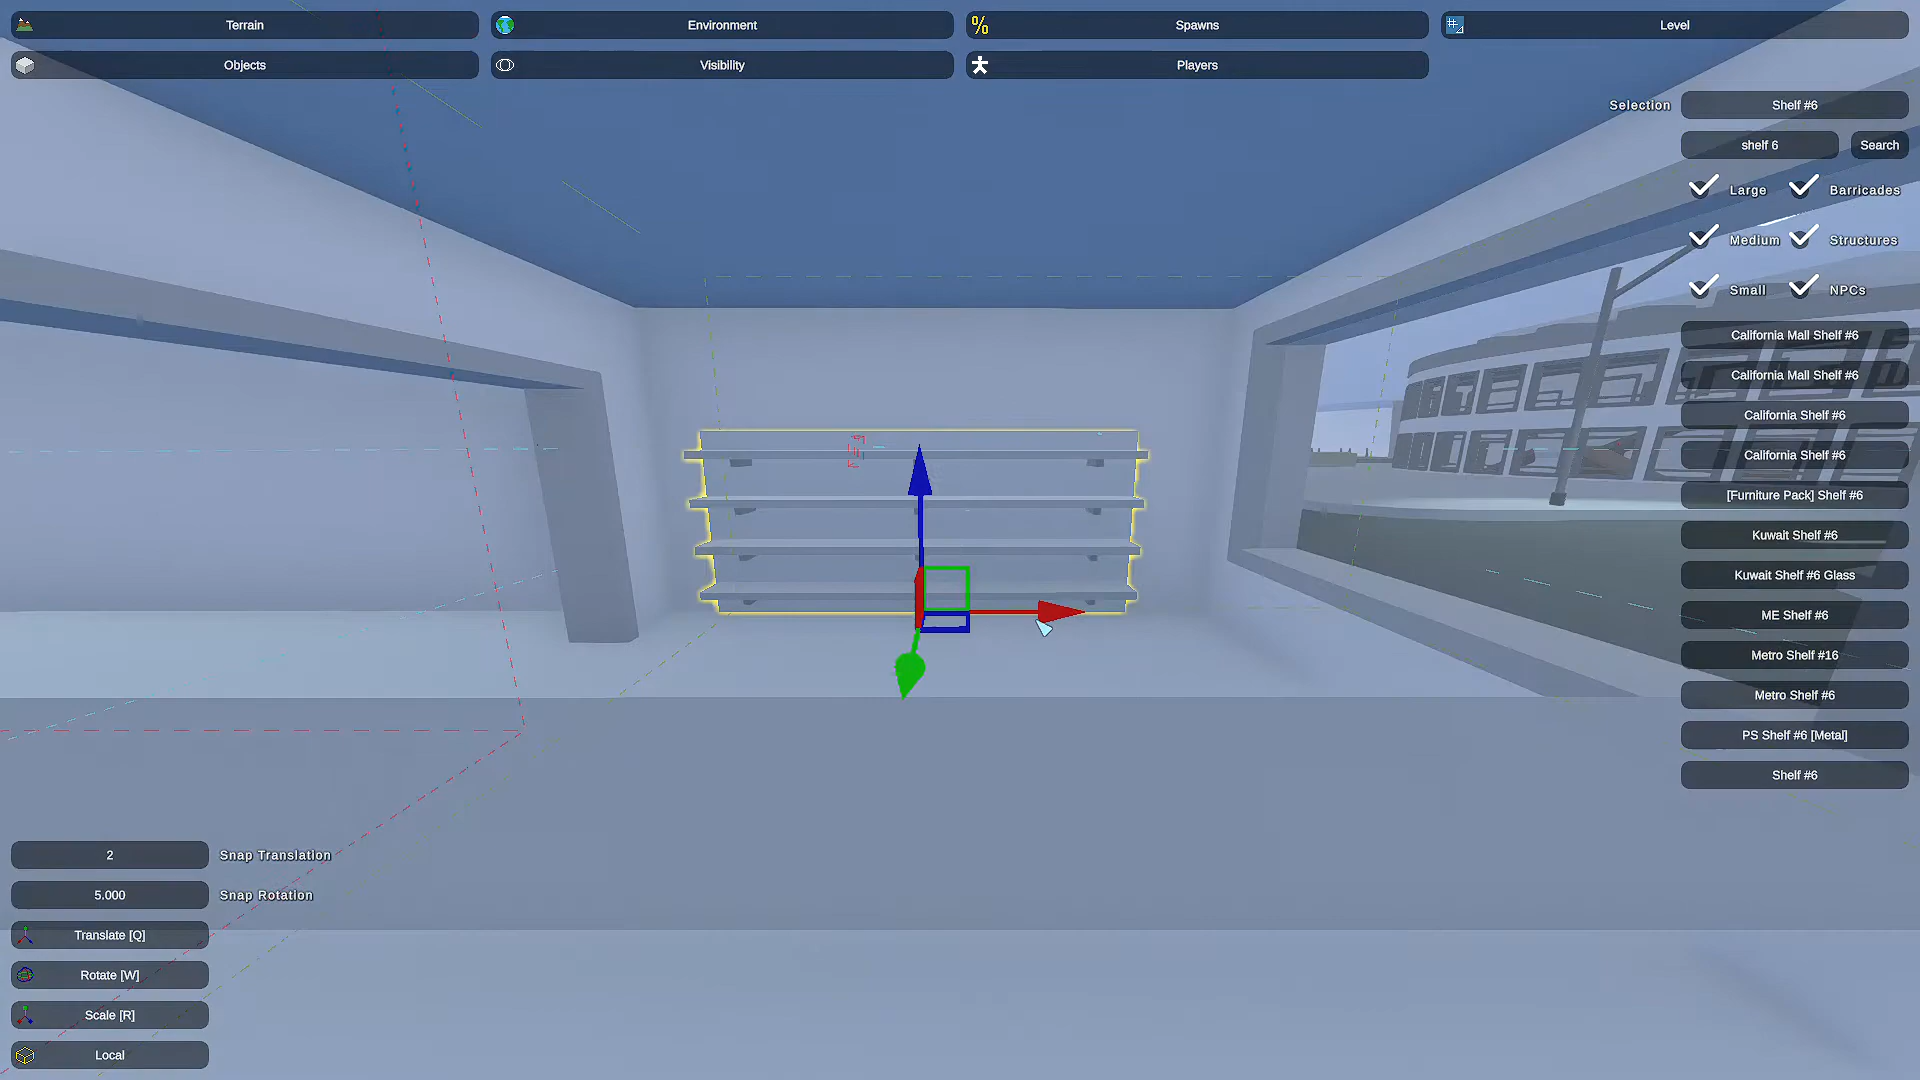 Terrain
Environment
Spawns
Level
Objects
Visibility
Players
Selection
Shelf #6
shelf 6
Search
Large
Barricades
Medium
Structures
Small
NPCs
California Mall Shelf #6
California Mall Shelf #6
California Shelf #6
California Shelf #6
[Furniture Pack] Shelf #6
Kuwait Shelf #6
Kuwait Shelf #6 Glass
ME Shelf #6
Metro Shelf #16
Metro Shelf #6
PS Shelf #6 [Metal]
Shelf #6
2
Snap Translation
5.000
Snap Rotation
Translate [Q]
Rotate [W]
Scale [R]
Local